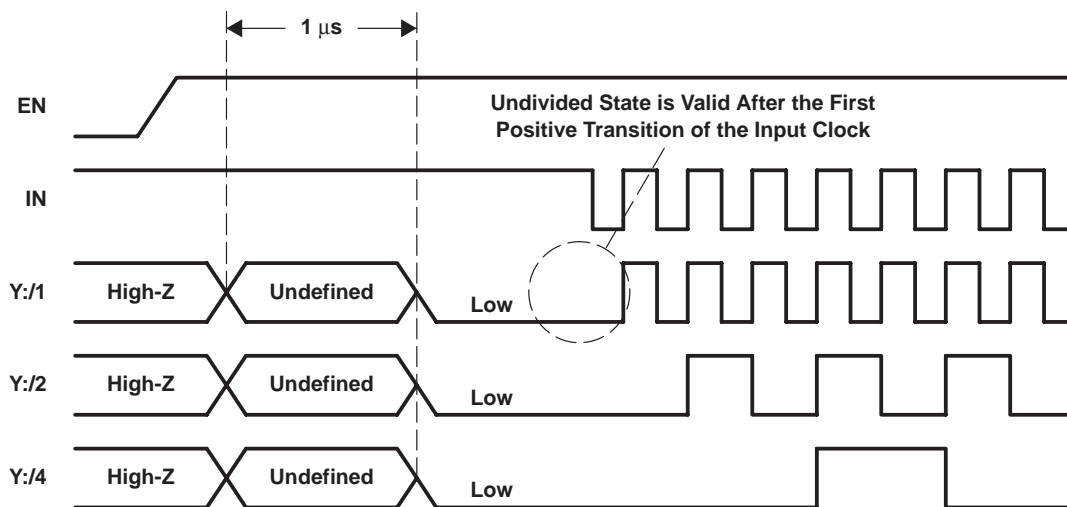 1 μs
EN
Undivided State is Valid After the First
Positive Transition of the Input Clock
IN
Y:/1 High-Z Undefined Low
Y:/2 High-Z Undefined Low
Y:/4 High-Z Undefined Low